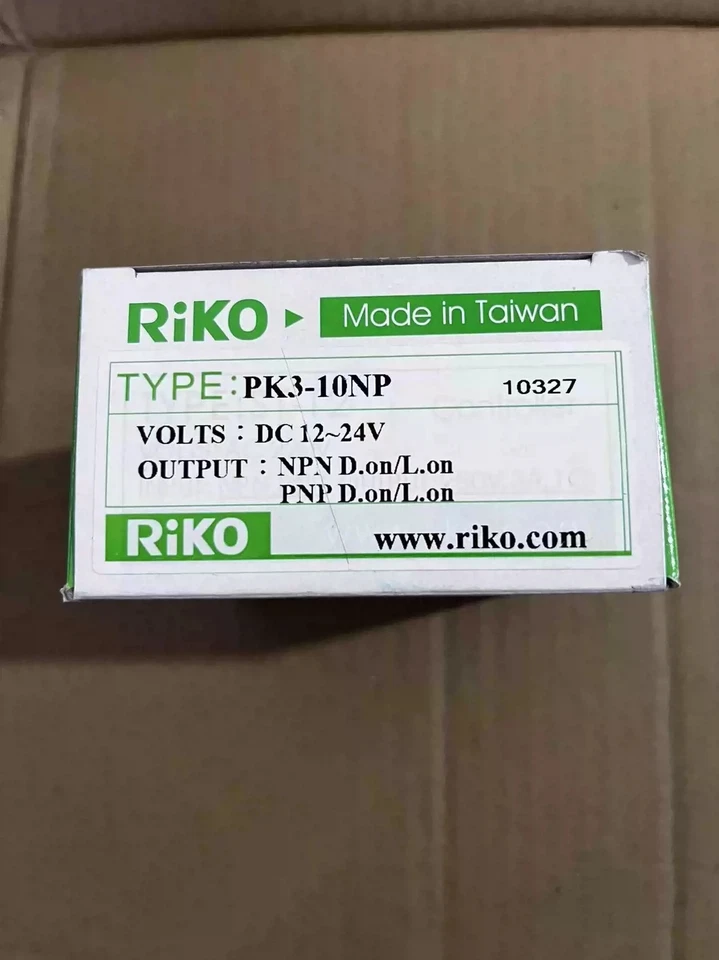 RiKO ▶ Made in Taiwan
TYPE: PK3-10NP 10327
VOLTS : DC 12~24V
OUTPUT : NPN D.on/L.on
PNP D.on/L.on
RiKO www.riko.com